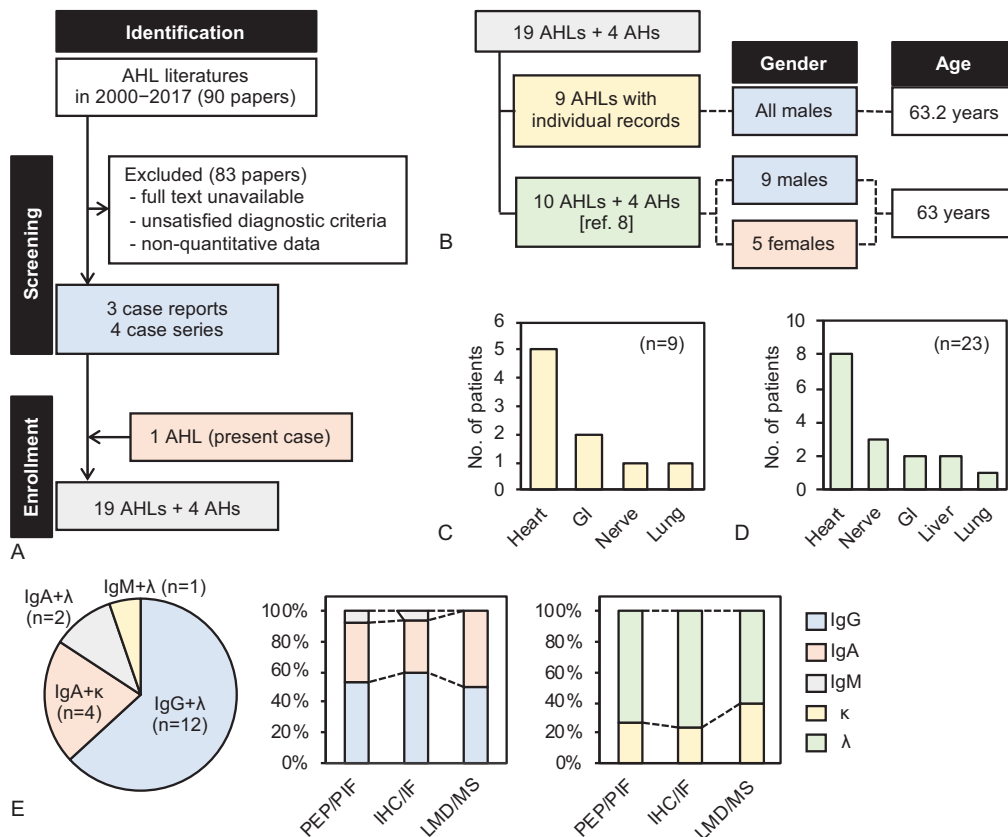 Identification
AHL literatures
in 2000–2017 (90 papers)
Screening
Excluded (83 papers)
- full text unavailable
- unsatisfied diagnostic criteria
- non-quantitative data
3 case reports
4 case series
Enrollment
1 AHL (present case)
19 AHLs + 4 AHs
A
19 AHLs + 4 AHs
Gender
Age
9 AHLs with
individual records
All males
63.2 years
10 AHLs + 4 AHs
[ref. 8]
9 males
5 females
63 years
B
No. of patients
6
5
4
3
2
1
0
(n=9)
Heart
GI
Nerve
Lung
C
No. of patients
10
8
6
4
2
0
(n=23)
Heart
Nerve
GI
Liver
Lung
D
IgM+λ (n=1)
IgA+λ
(n=2)
IgA+κ
(n=4)
IgG+λ
(n=12)
100%
80%
60%
40%
20%
0%
PEP/PIF
IHC/IF
LMD/MS
100%
80%
60%
40%
20%
0%
PEP/PIF
IHC/IF
LMD/MS
IgG
IgA
IgM
κ
λ
E